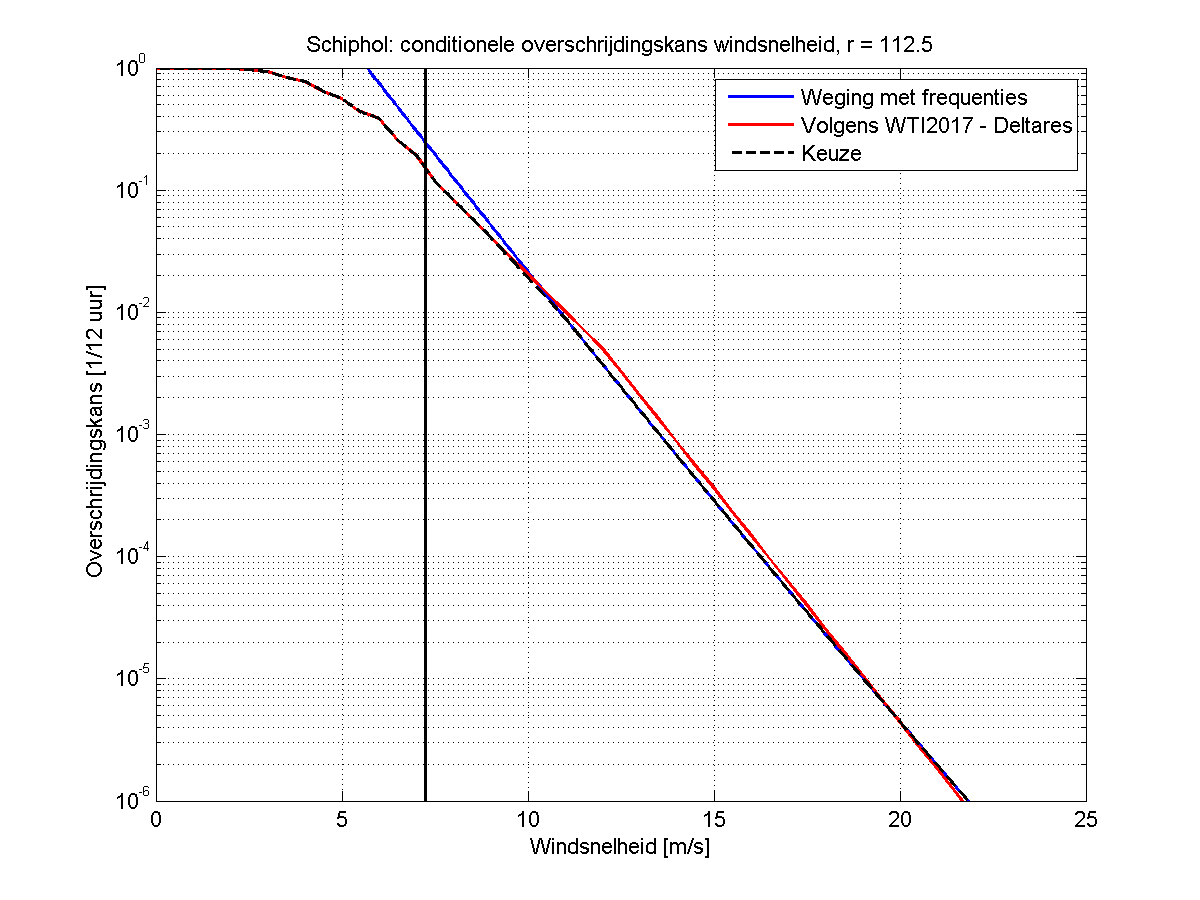 Schiphol: conditionele overschrijdingskans windsnelheid, r = 112.5
Weging met frequenties
Volgens WTI2017 - Deltares
Keuze
Overschrijdingskans [1/12 uur]
10^0
10^-1
10^-2
10^-3
10^-4
10^-5
10^-6
0 5 10 15 20 25
Windsnelheid [m/s]